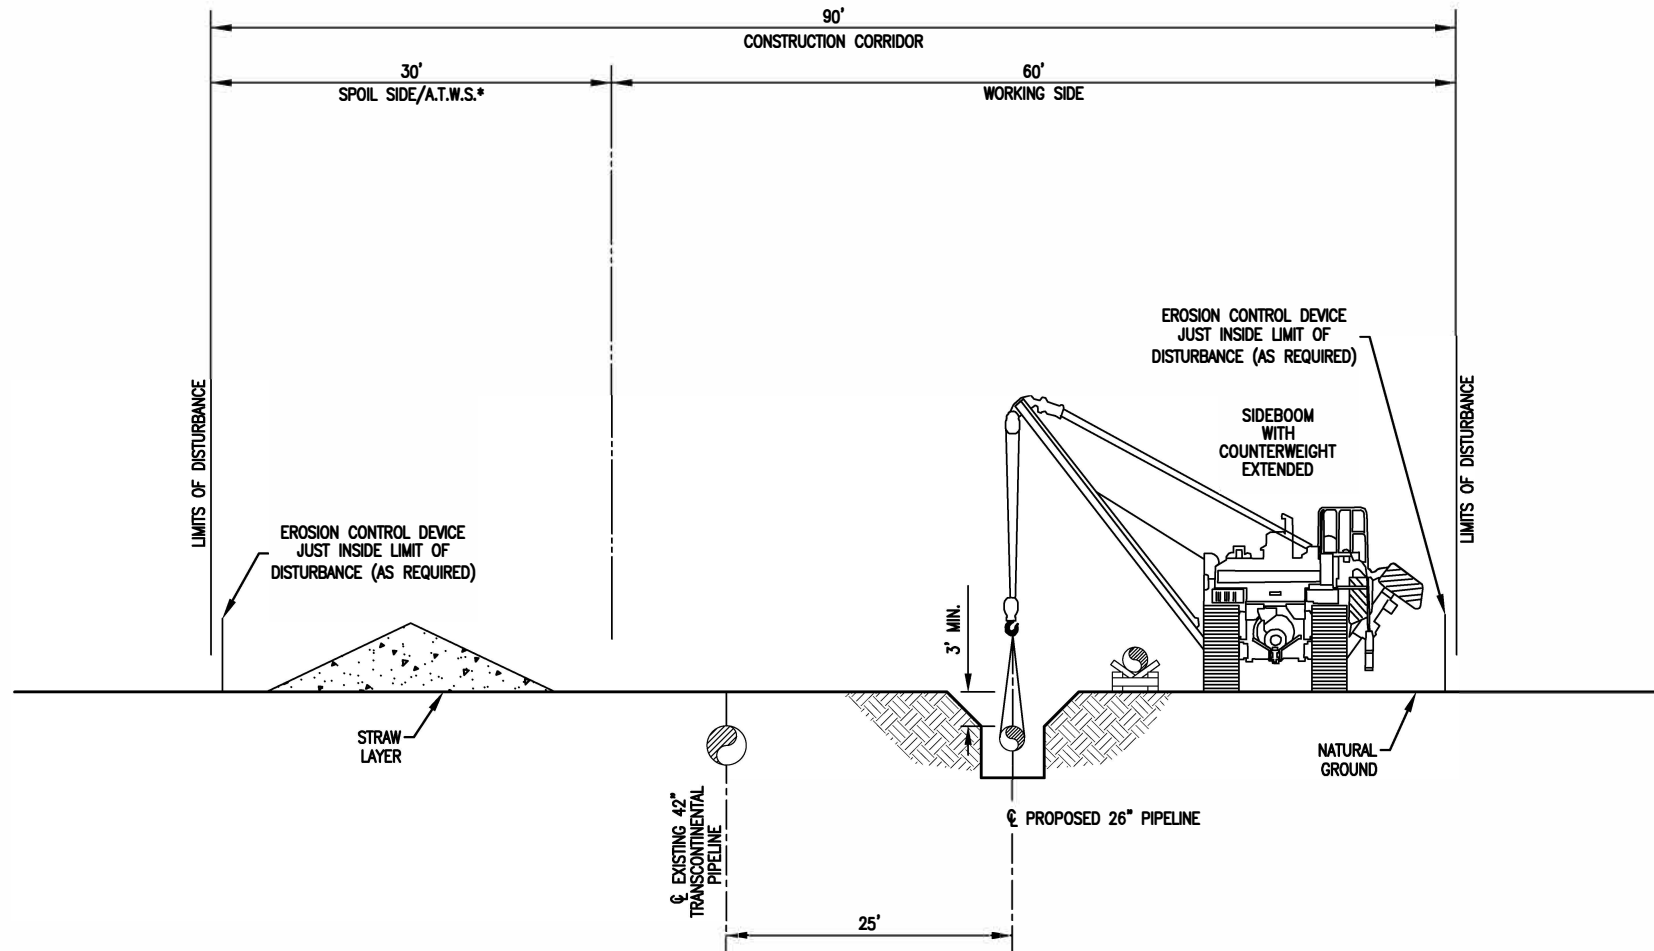 90'
CONSTRUCTION CORRIDOR
30'
SPOIL SIDE/A.T.W.S.*
60'
WORKING SIDE
EROSION CONTROL DEVICE
JUST INSIDE LIMIT OF
DISTURBANCE (AS REQUIRED)
LIMITS OF DISTURBANCE
SIDEBOOM
WITH
COUNTERWEIGHT
EXTENDED
LIMITS OF DISTURBANCE
EROSION CONTROL DEVICE
JUST INSIDE LIMIT OF
DISTURBANCE (AS REQUIRED)
3' MIN.
STRAW
LAYER
NATURAL
GROUND
℄ EXISTING 42"
TRANSCONTINENTAL
PIPELINE
℄ PROPOSED 26" PIPELINE
25'